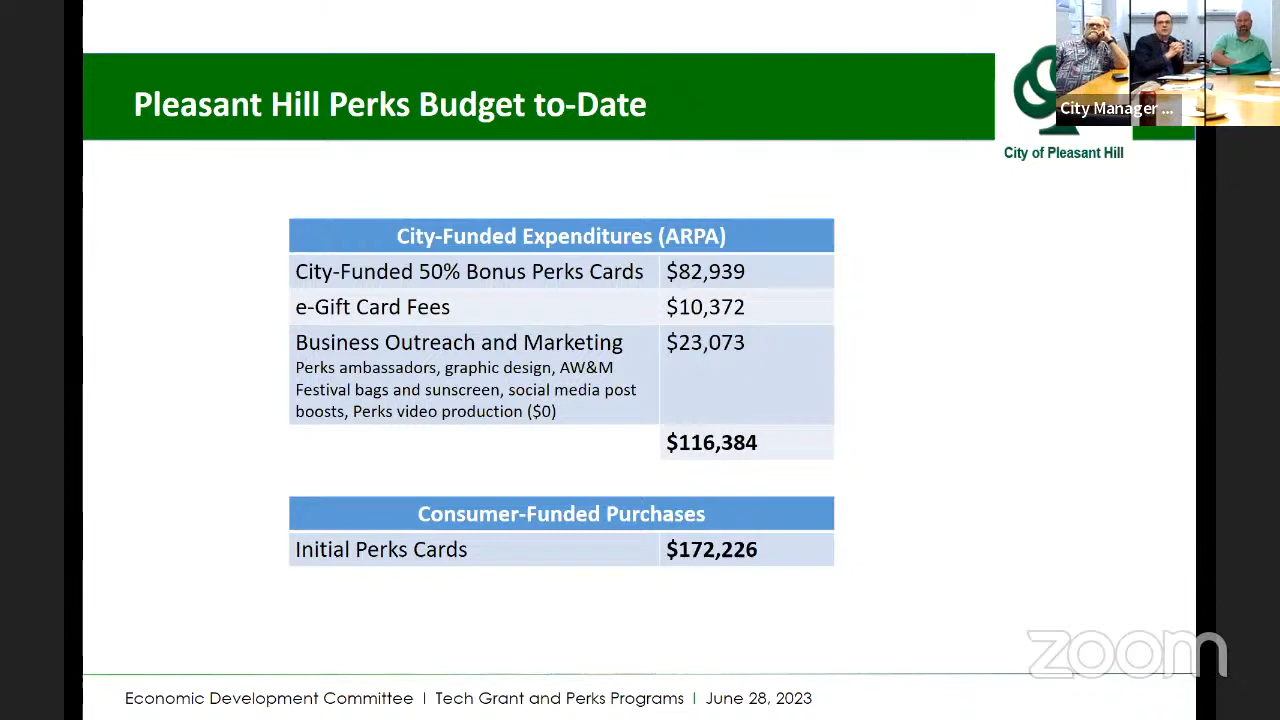 Pleasant Hill Perks Budget to-Date
City Manager ...
City of Pleasant Hill
City-Funded Expenditures (ARPA)
City-Funded 50% Bonus Perks Cards $82,939
e-Gift Card Fees $10,372
Business Outreach and Marketing $23,073
Perks ambassadors, graphic design, AW&M
Festival bags and sunscreen, social media post
boosts, Perks video production ($0)
$116,384
Consumer-Funded Purchases
Initial Perks Cards $172,226
zoom
Economic Development Committee I Tech Grant and Perks Programs I June 28, 2023